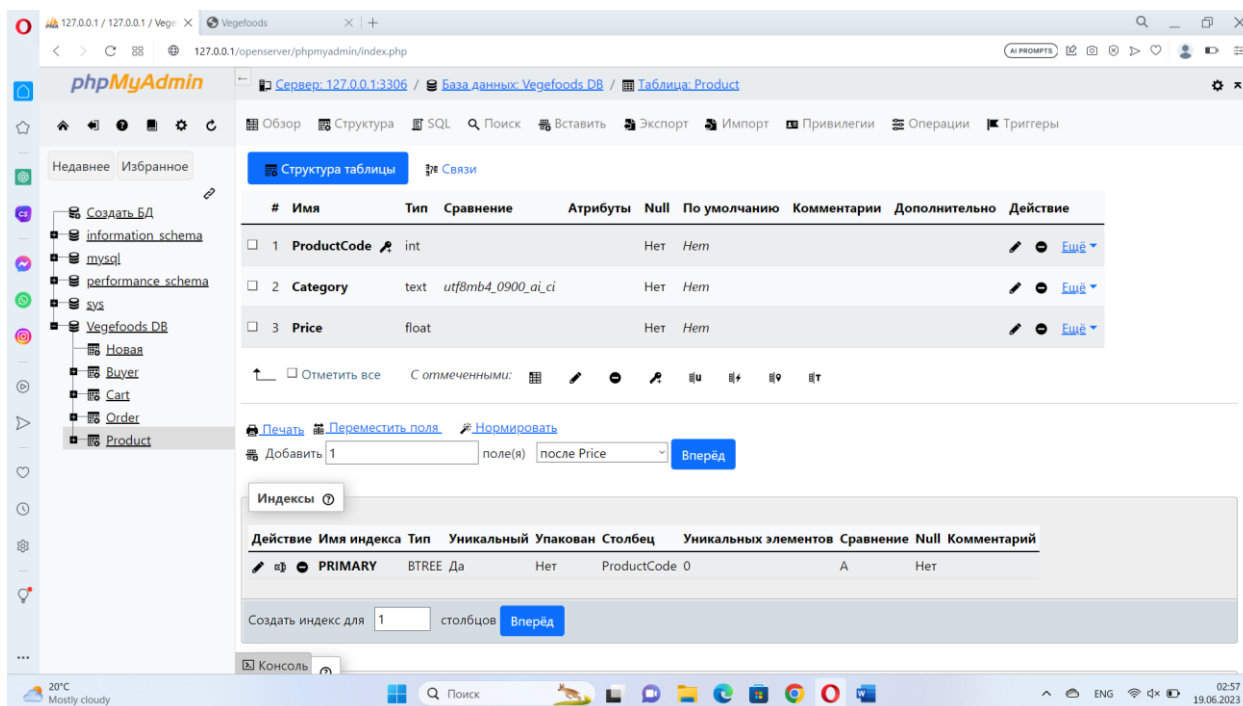 127.0.0.1 / 127.0.0.1 / Vege Vegefoods
127.0.0.1/openserver/phpmyadmin/index.php AI PROMPTS
phpMyAdmin
Недавнее Избранное
Создать БД
information_schema
mysql
performance_schema
sys
Vegefoods DB
Новая
Buyer
Cart
Order
Product
Сервер: 127.0.0.1:3306 / База данных: Vegefoods DB / Таблица: Product
Обзор Структура SQL Поиск Вставить Экспорт Импорт Привилегии Операции Триггеры
Структура таблицы Связи
# Имя Тип Сравнение Атрибуты Null По умолчанию Комментарии Дополнительно Действие
1 ProductCode int Нет Нет Ещё
2 Category text utf8mb4_0900_ai_ci Нет Нет Ещё
3 Price float Нет Нет Ещё
Отметить все С отмеченными:
Печать Переместить поля Нормировать
Добавить 1 поле(я) после Price Вперёд
Индексы
Действие Имя индекса Тип Уникальный Упакован Столбец Уникальных элементов Сравнение Null Комментарий
PRIMARY BTREE Да Нет ProductCode 0 A Нет
Создать индекс для 1 столбцов Вперёд
Консоль
20°C
Mostly cloudy
Поиск
ENG
02:57
19.06.2023